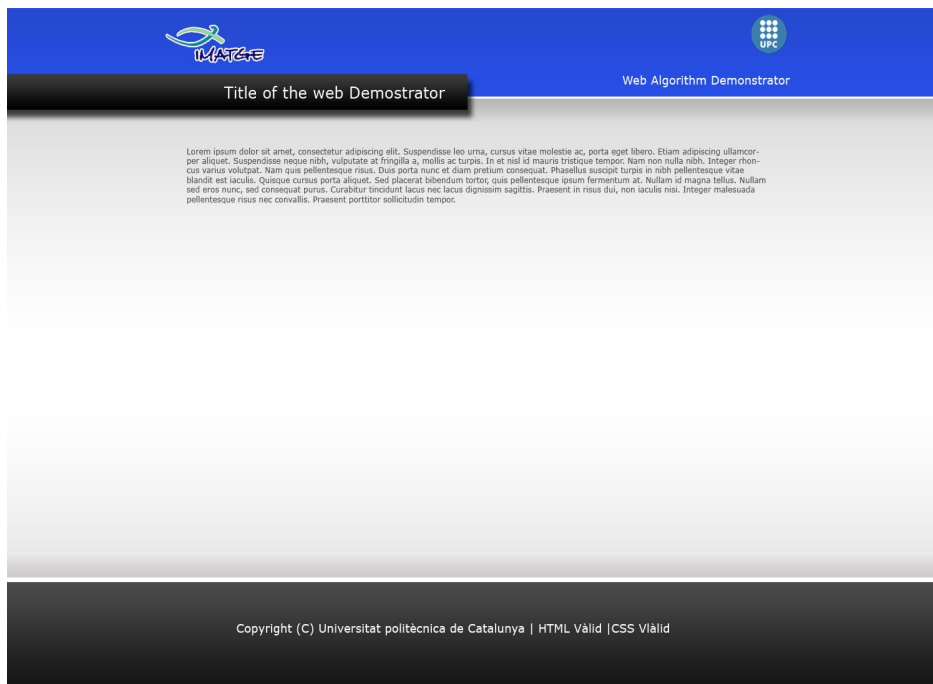 IMATGE
UPC
Web Algorithm Demonstrator
Title of the web Demostrator
Lorem ipsum dolor sit amet, consectetur adipiscing elit. Suspendisse leo urna, cursus vitae molestie ac, porta eget libero. Etiam adipiscing ullamcor-
per aliquet. Suspendisse neque nibh, vulputate at fringilla a, mollis ac turpis. In et nisl id mauris tristique tempor. Nam non nulla nibh. Integer rhon-
cus varius volutpat. Nam quis pellentesque risus. Duis porta nunc et diam pretium consequat. Phasellus suscipit turpis in nibh pellentesque vitae
blandit est iaculis. Quisque cursus porta aliquet. Sed placerat bibendum tortor, quis pellentesque ipsum fermentum at. Nullam id magna tellus. Nullam
sed eros nunc, sed consequat purus. Curabitur tincidunt lacus nec lacus dignissim sagittis. Praesent in risus dui, non iaculis nisi. Integer malesuada
pellentesque risus nec convallis. Praesent porttitor sollicitudin tempor.
Copyright (C) Universitat politècnica de Catalunya | HTML Vàlid |CSS Vlàlid